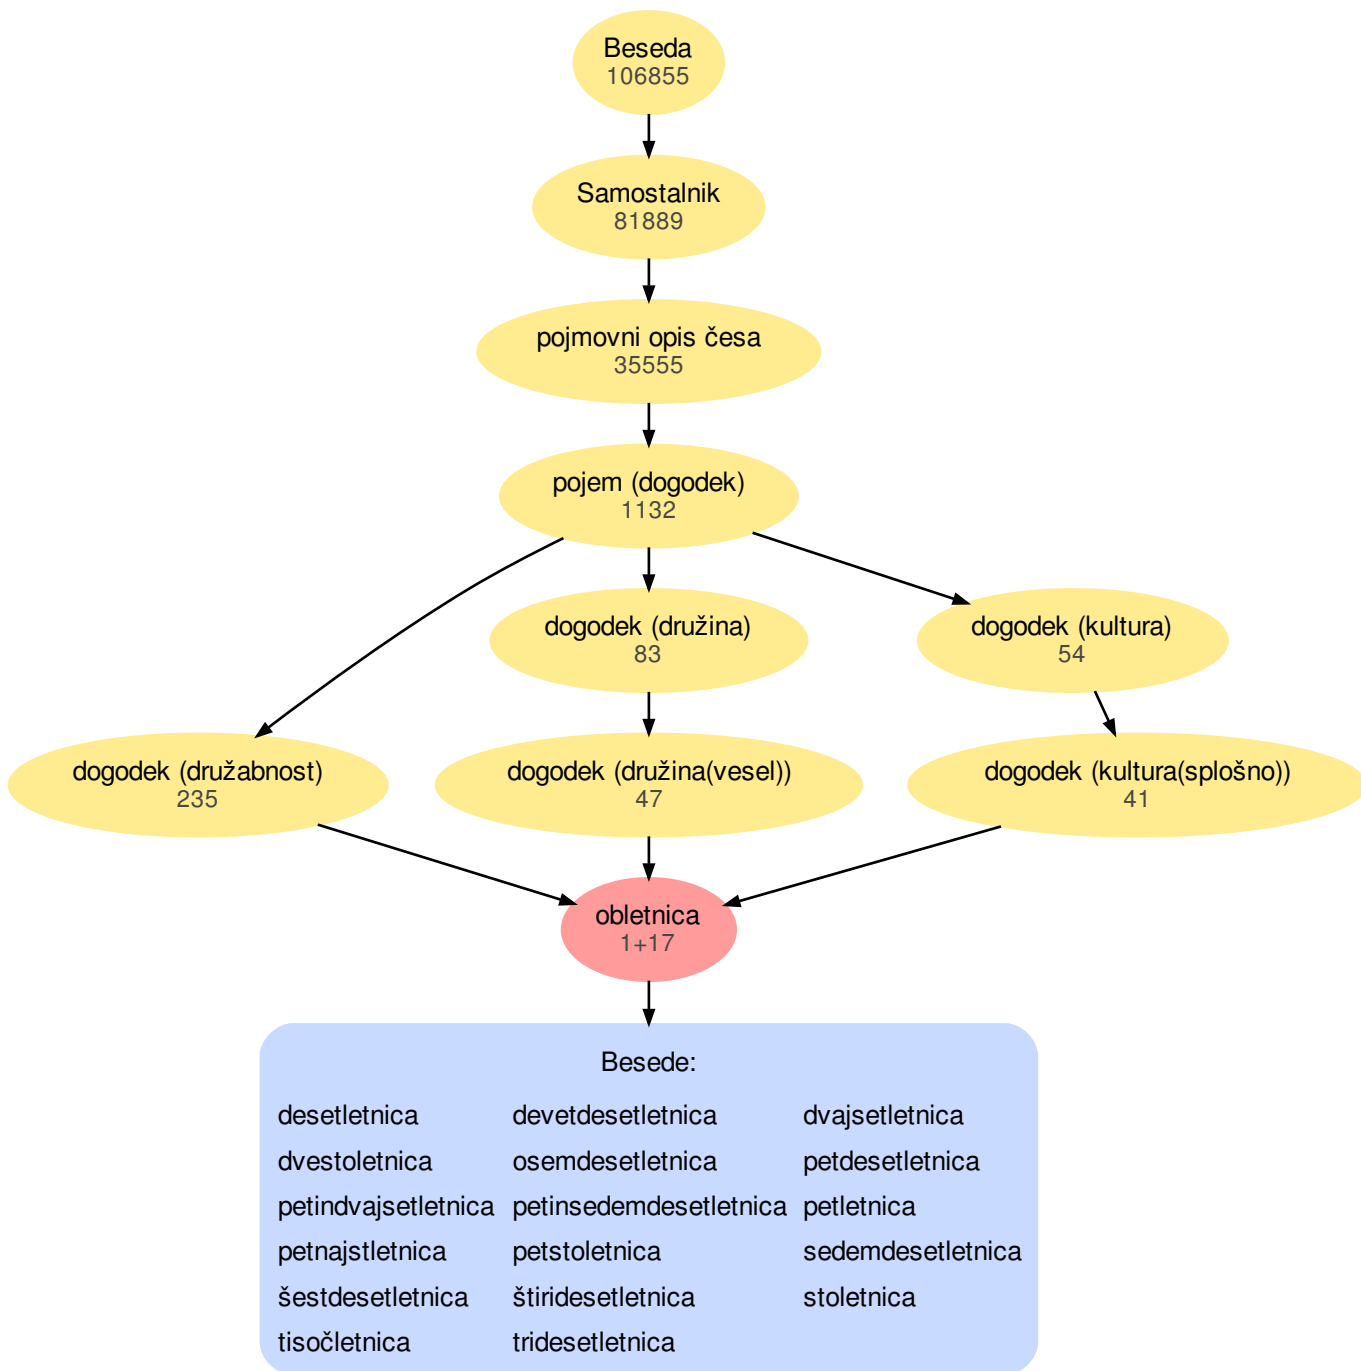 Beseda
106855
Samostalnik
81889
pojmovni opis česa
35555
pojem (dogodek)
1132
dogodek (družina)
83
dogodek (kultura)
54
dogodek (družabnost)
235
dogodek (družina(vesel))
47
dogodek (kultura(splošno))
41
obletnica
1+17
Besede:
desetletnica devetdesetletnica dvajsetletnica
dvestoletnica osemdesetletnica petdesetletnica
petindvajsetletnica petinsedemdesetletnica petletnica
petnajstletnica petstoletnica sedemdesetletnica
šestdesetletnica štiridesetletnica stoletnica
tisočletnica tridesetletnica